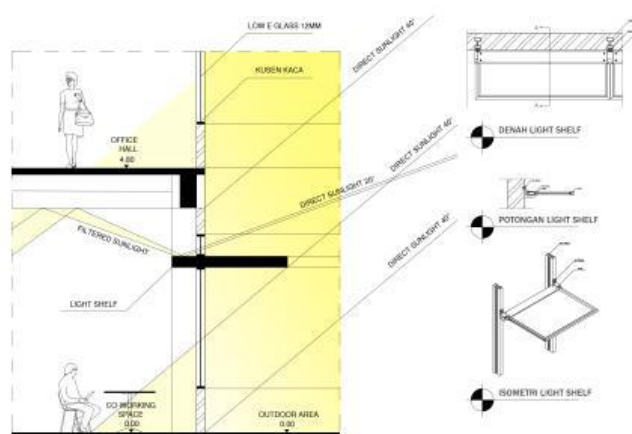 LOW E GLASS 12MM
KUSEN KACA
DIRECT SUNLIGHT 40°
OFFICE
HALL
4.80
DIRECT SUNLIGHT 40°
DIRECT SUNLIGHT 20°
FILTERED SUNLIGHT
DIRECT SUNLIGHT 40°
LIGHT SHELF
CO-WORKING
SPACE
0.00
OUTDOOR AREA
0.00
A
A
DENAH LIGHT SHELF
POTONGAN LIGHT SHELF
ISOMETRI LIGHT SHELF